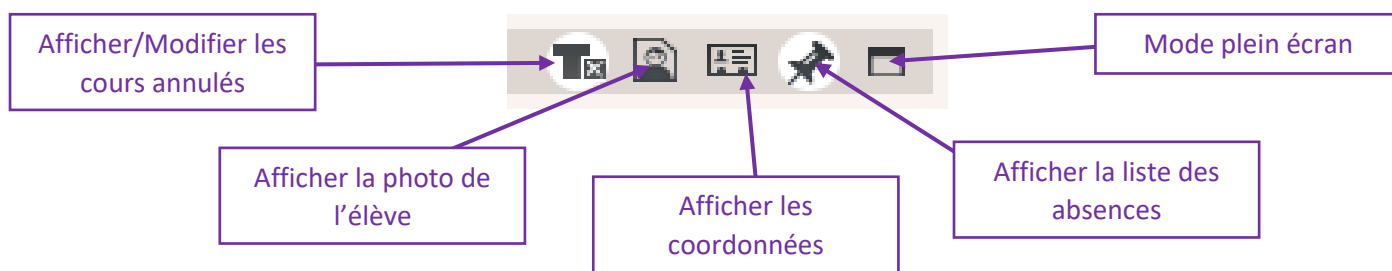 Afficher/Modifier les
cours annulés
Mode plein écran
Afficher la photo de
l’élève
Afficher les
coordonnées
Afficher la liste des
absences